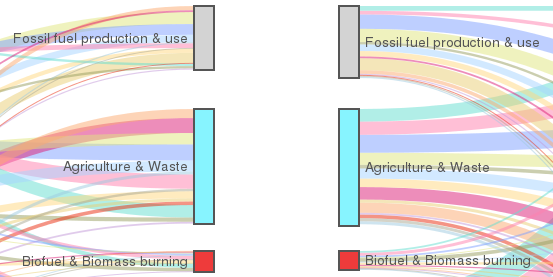 Fossil fuel production & use
Fossil fuel production & use
Agriculture & Waste
Agriculture & Waste
Biofuel & Biomass burning
Biofuel & Biomass burning